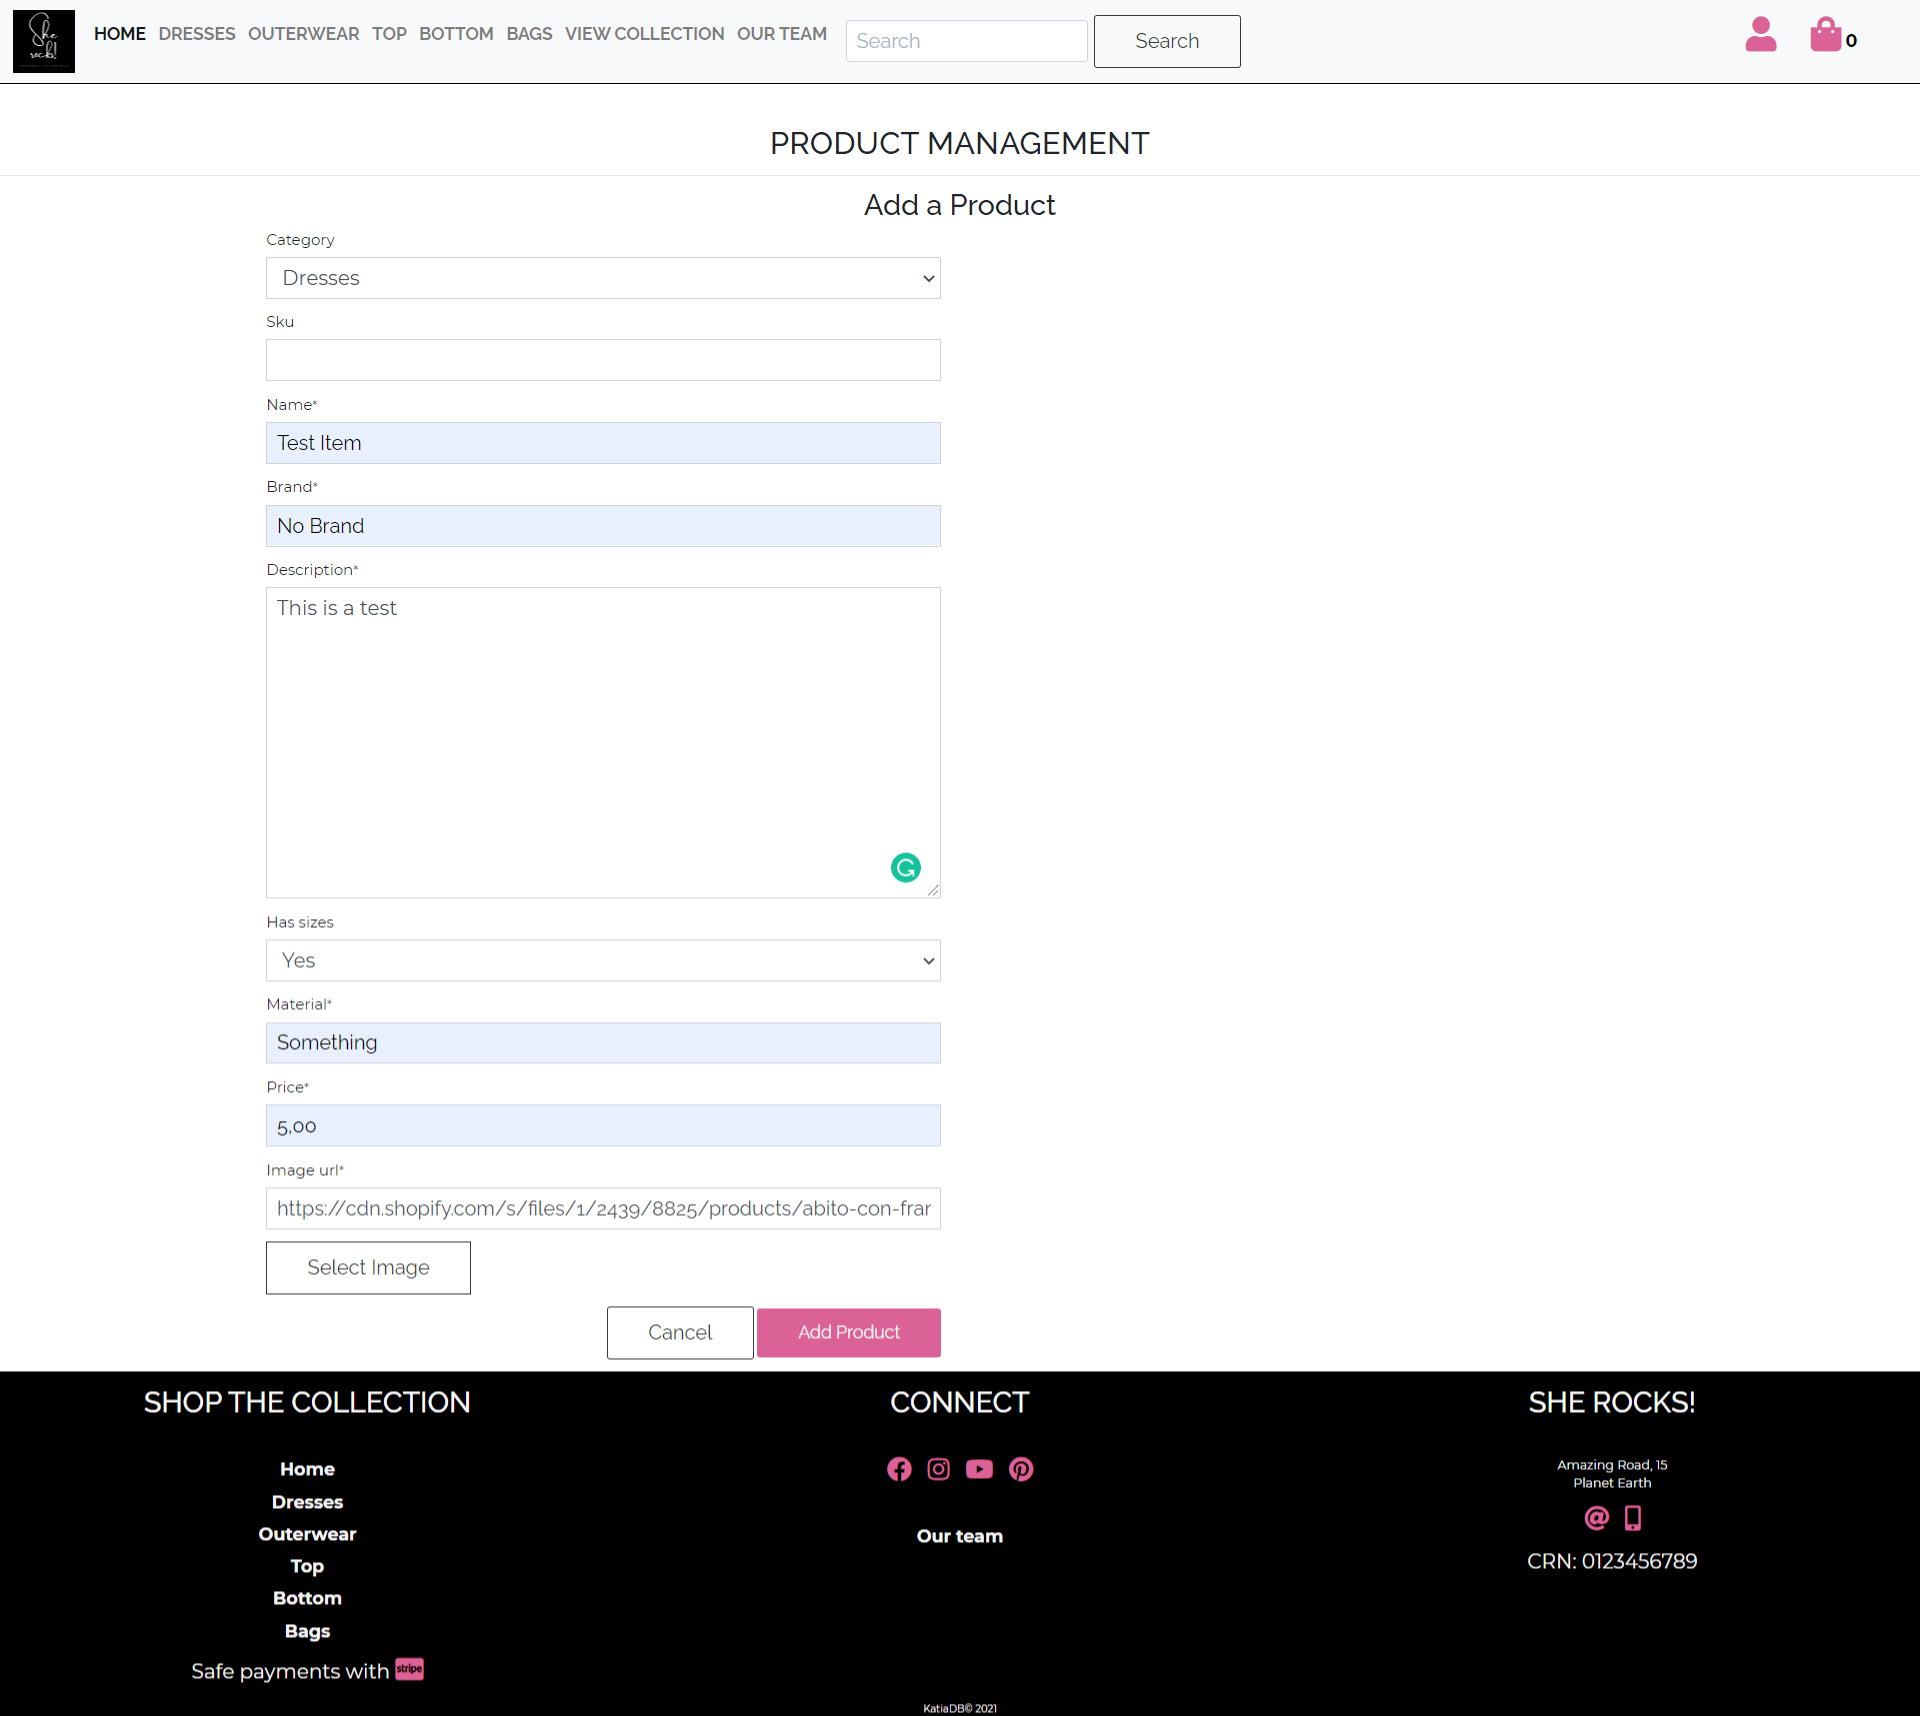 She
rocks!
HOME DRESSES OUTERWEAR TOP BOTTOM BAGS VIEW COLLECTION OUR TEAM Search Search 0
PRODUCT MANAGEMENT
Add a Product
Category
Dresses
Sku
Name*
Test Item
Brand*
No Brand
Description*
This is a test
Has sizes
Yes
Material*
Something
Price*
5,00
Image url*
https://cdn.shopify.com/s/files/1/2439/8825/products/abito-con-frar
Select Image
Cancel Add Product
SHOP THE COLLECTION
Home
Dresses
Outerwear
Top
Bottom
Bags
Safe payments with stripe
CONNECT
Our team
SHE ROCKS!
Amazing Road, 15
Planet Earth
CRN: 0123456789
KatiaDB© 2021